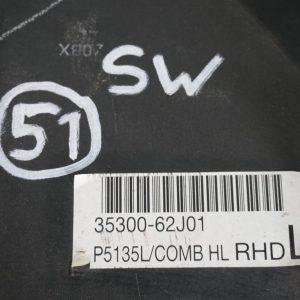 X807
SW
51
35300-62J01
P5135L/COMB HL RHD L